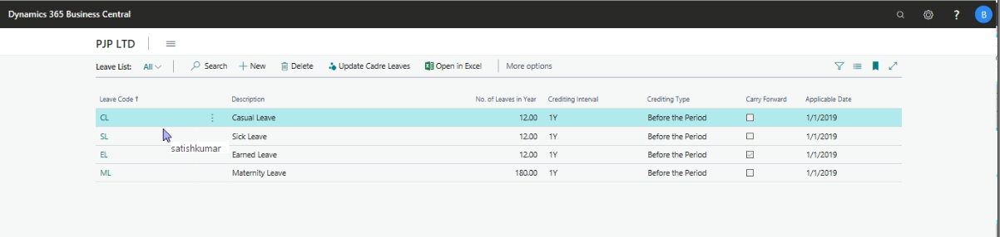 Dynamics 365 Business Central
? B
PJP LTD
Leave List: All Search New Delete Update Cadre Leaves Open in Excel More options
Leave Code ↑ Description No. of Leaves in Year Crediting Interval Crediting Type Carry Forward Applicable Date
CL Casual Leave 12.00 1Y Before the Period 1/1/2019
SL Sick Leave 12.00 1Y Before the Period 1/1/2019
satishkumar
EL Earned Leave 12.00 1Y Before the Period 1/1/2019
ML Maternity Leave 180.00 1Y Before the Period 1/1/2019